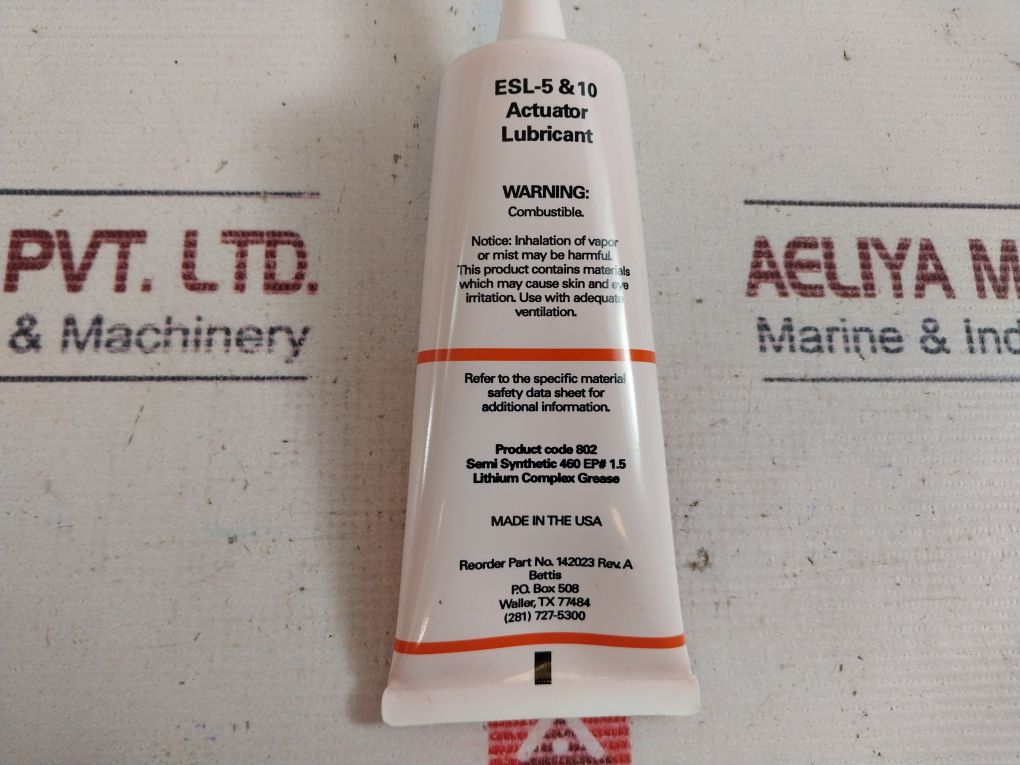 ESL-5 & 10
Actuator
Lubricant
WARNING:
Combustible.
Notice: Inhalation of vapor
or mist may be harmful.
This product contains materials
which may cause skin and eye
irritation. Use with adequate
ventilation.
Refer to the specific material
safety data sheet for
additional information.
Product code 802
Semi Synthetic 460 EP# 1.5
Lithium Complex Grease
MADE IN THE USA
Reorder Part No. 142023 Rev. A
Bettis
P.O. Box 508
Waller, TX 77484
(281) 727-5300
PVT. LTD.
& Machinery
AELIYA M
Marine & Ind